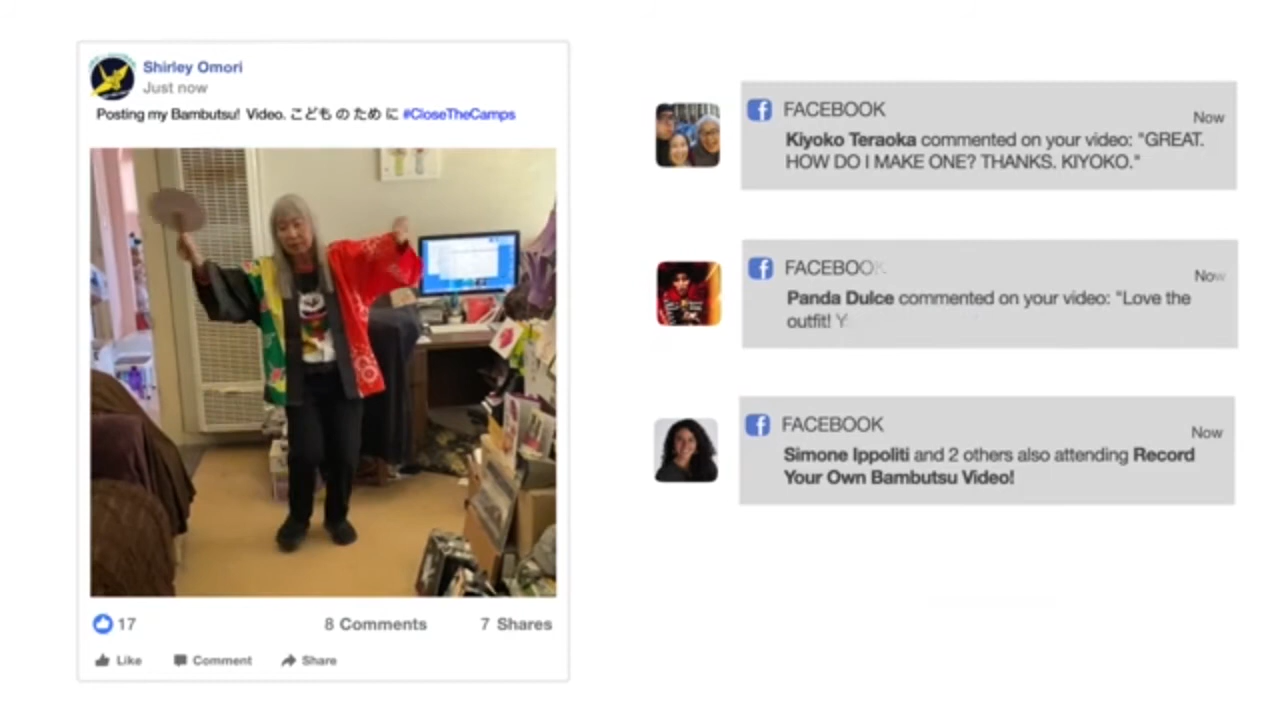 Shirley Omori
Just now
Posting my Bambutsu! Video. こども の ため に #CloseTheCamps
17
8 Comments
7 Shares
Like
Comment
Share
FACEBOOK
Now
Kiyoko Teraoka commented on your video: "GREAT.
HOW DO I MAKE ONE? THANKS. KIYOKO."
FACEBOOK
Now
Panda Dulce commented on your video: "Love the
outfit! Y
FACEBOOK
Now
Simone Ippoliti and 2 others also attending Record
Your Own Bambutsu Video!